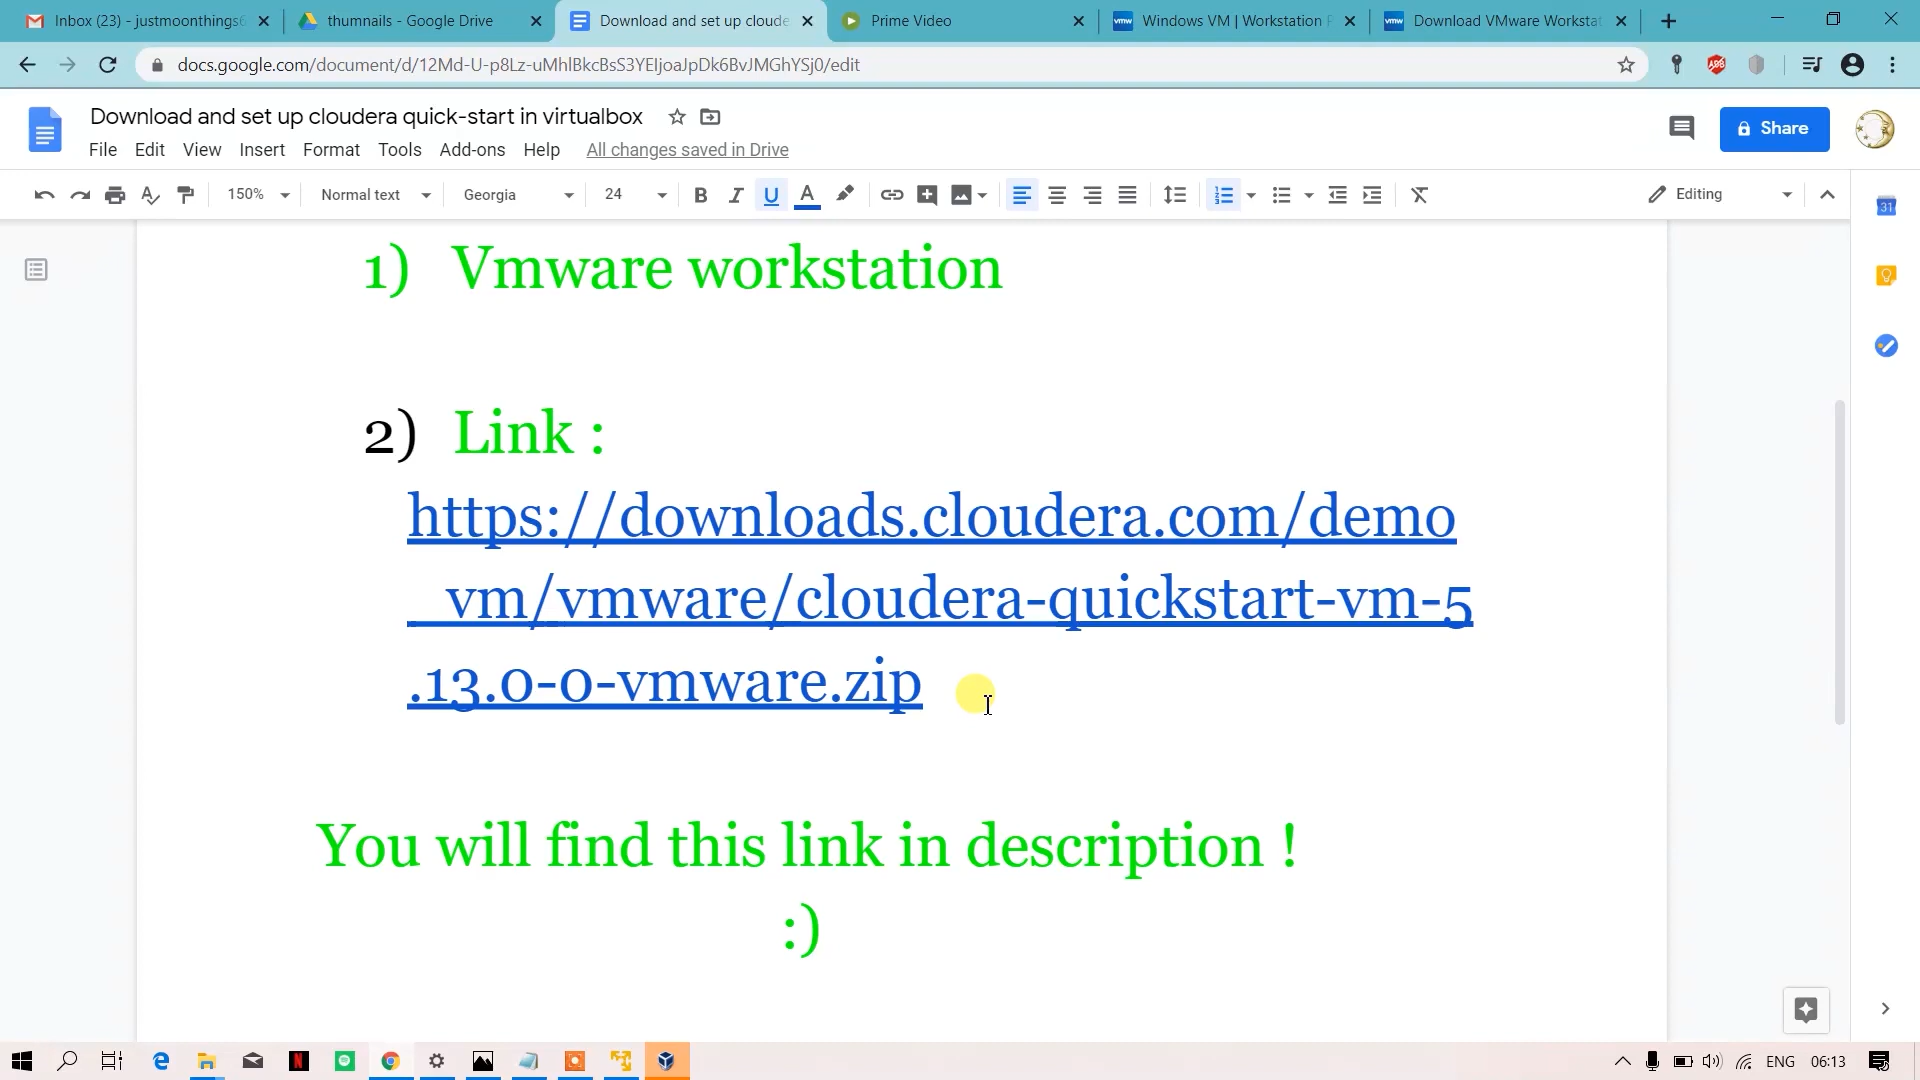 Inbox (23) - justmoonthings6
thumnails - Google Drive
Download and set up cloude
Prime Video
Windows VM | Workstation P
Download VMware Workstat
docs.google.com/document/d/12Md-U-p8Lz-uMhlBkcBsS3YEIjoaJpDk6BvJMGhYSj0/edit
Download and set up cloudera quick-start in virtualbox
File Edit View Insert Format Tools Add-ons Help All changes saved in Drive
Share
150% Normal text Georgia 24 B I U A Editing
31
1) Vmware workstation
2) Link :
https://downloads.cloudera.com/demo
_vm/vmware/cloudera-quickstart-vm-5
.13.0-0-vmware.zip
You will find this link in description !
:)
ENG 06:13